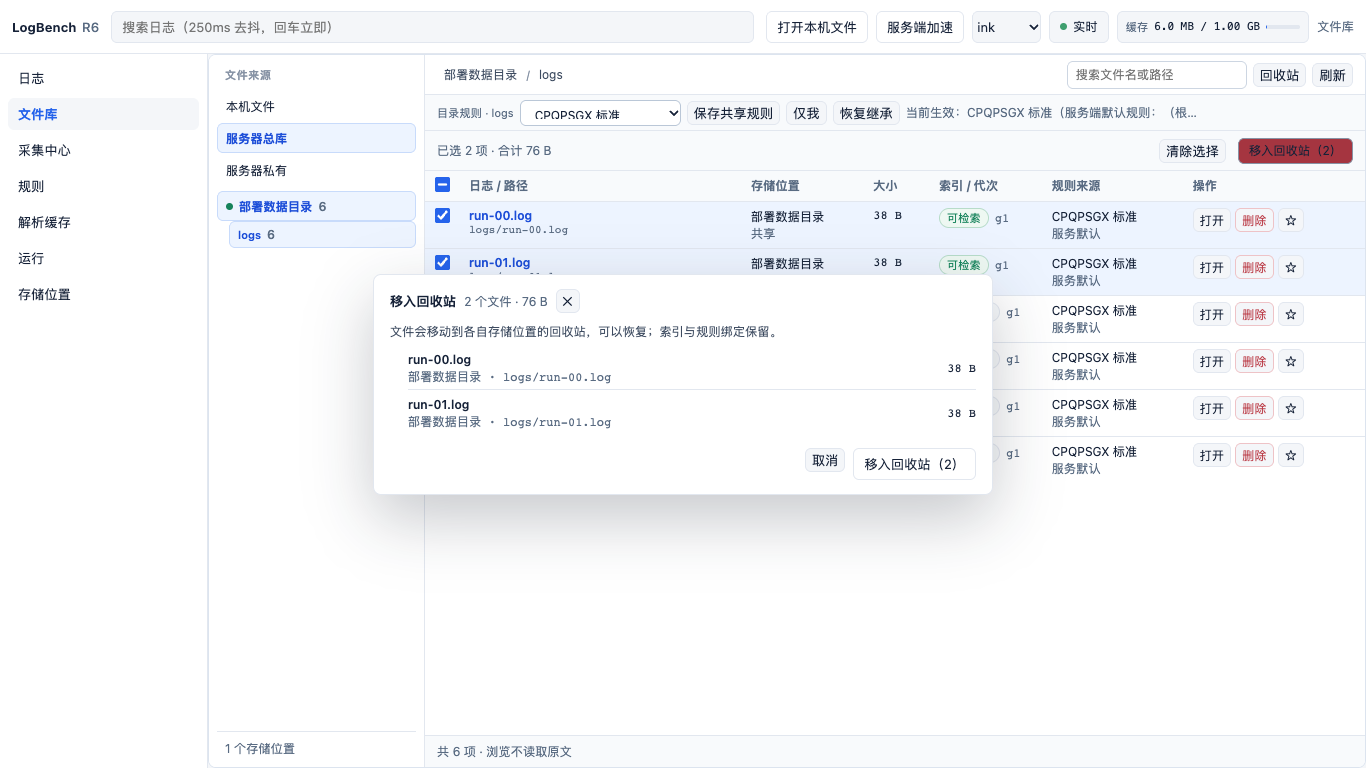 LogBench R6
搜索日志（250ms 去抖，回车立即）
打开本机文件
服务端加速
ink
实时
缓存 6.0 MB / 1.00 GB
文件库
日志
文件库
采集中心
规则
解析缓存
运行
存储位置
文件来源
本机文件
服务器总库
服务器私有
部署数据目录 6
logs 6
1 个存储位置
部署数据目录 / logs
搜索文件名或路径
回收站
刷新
目录规则 · logs
CPQPSGX 标准
保存共享规则
仅我
恢复继承
当前生效：CPQPSGX 标准（服务端默认规则：（根…
已选 2 项 · 合计 76 B
清除选择
移入回收站（2）
日志 / 路径 存储位置 大小 索引 / 代次 规则来源 操作
run-00.log 部署数据目录 38 B 可检索 g1 CPQPSGX 标准 打开 删除 ☆
logs/run-00.log 共享 服务默认
run-01.log 部署数据目录 38 B 可检索 g1 CPQPSGX 标准 打开 删除 ☆
服务默认
g1 CPQPSGX 标准 打开 删除 ☆
服务默认
g1 CPQPSGX 标准 打开 删除 ☆
服务默认
g1 CPQPSGX 标准 打开 删除 ☆
服务默认
g1 CPQPSGX 标准 打开 删除 ☆
服务默认
移入回收站 2 个文件 · 76 B ✕
文件会移动到各自存储位置的回收站，可以恢复；索引与规则绑定保留。
run-00.log
部署数据目录 · logs/run-00.log
38 B
run-01.log
部署数据目录 · logs/run-01.log
38 B
取消
移入回收站（2）
共 6 项 · 浏览不读取原文